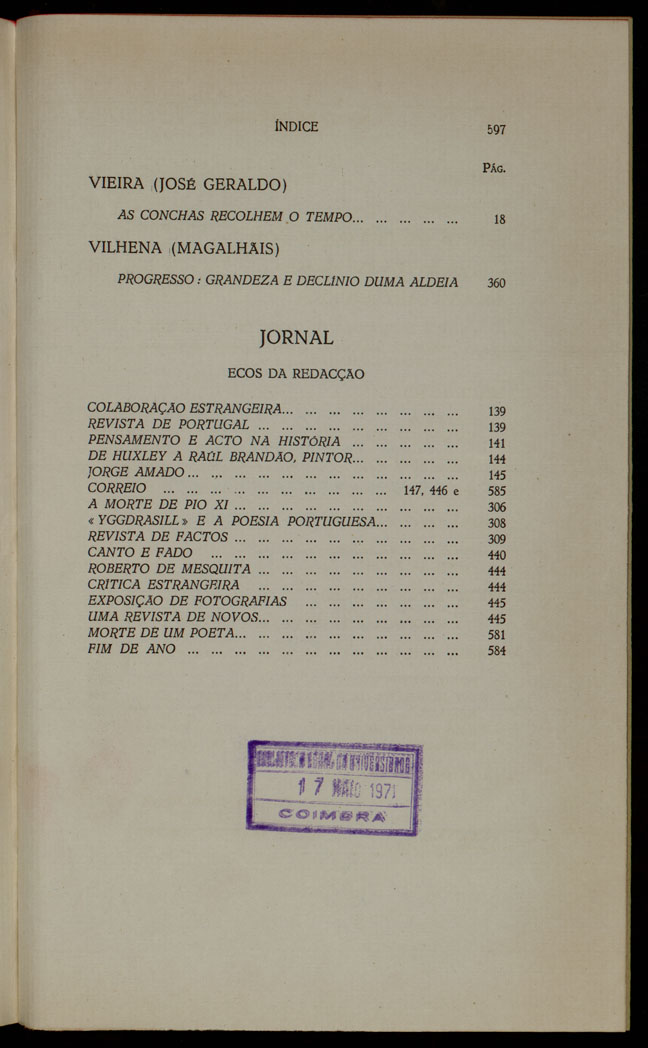 ÍNDICE 597
PÁG.
VIEIRA (JOSÉ GERALDO)
AS CONCHAS RECOLHEM O TEMPO... ... ... ... ... 18
VILHENA (MAGALHÃIS)
PROGRESSO : GRANDEZA E DECLÍNIO DUMA ALDEIA 360
JORNAL
ECOS DA REDACÇÃO
COLABORAÇÃO ESTRANGEIRA... ... ... ... ... ... ... ... 139
REVISTA DE PORTUGAL ... ... ... ... ... ... ... ... ... 139
PENSAMENTO E ACTO NA HISTÓRIA ... ... ... ... ... 141
DE HUXLEY A RAÚL BRANDÃO, PINTOR... ... ... ... ... 144
JORGE AMADO ... ... ... ... ... ... ... ... ... ... ... ... 145
CORREIO ... ... ... ... ... ... ... ... ... ... 147, 446 e 585
A MORTE DE PIO XI ... ... ... ... ... ... ... ... ... ... 306
« YGGDRASILL » E A POESIA PORTUGUESA... ... ... ... 308
REVISTA DE FACTOS ... ... ... ... ... ... ... ... ... ... 309
CANTO E FADO ... ... ... ... ... ... ... ... ... ... ... 440
ROBERTO DE MESQUITA ... ... ... ... ... ... ... ... ... 444
CRÍTICA ESTRANGEIRA ... ... ... ... ... ... ... ... ... 444
EXPOSIÇÃO DE FOTOGRAFIAS ... ... ... ... ... ... ... 445
UMA REVISTA DE NOVOS... ... ... ... ... ... ... ... ... 445
MORTE DE UM POETA... ... ... ... ... ... ... ... ... ... 581
FIM DE ANO ... ... ... ... ... ... ... ... ... ... ... ... 584
17 MAIO 1971
COIMBRA